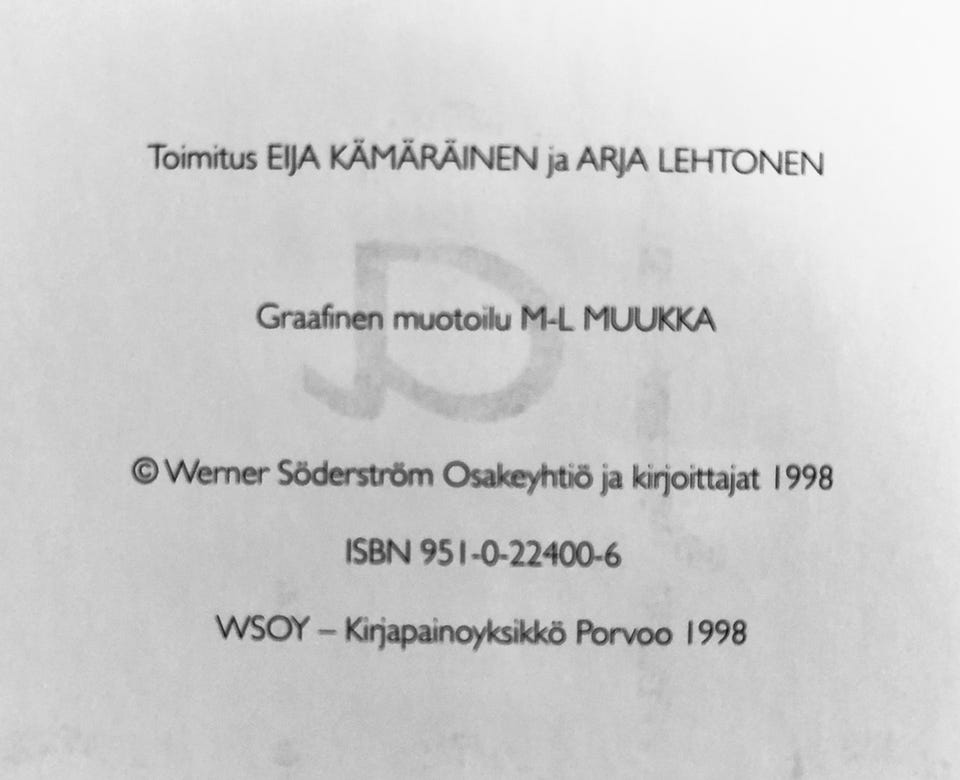 Toimitus EIJA KÄMÄRÄINEN ja ARJA LEHTONEN
Graafinen muotoilu M-L MUUKKA
© Werner Söderström Osakeyhtiö ja kirjoittajat 1998
ISBN 951-0-22400-6
WSOY – Kirjapainoyksikkö Porvoo 1998